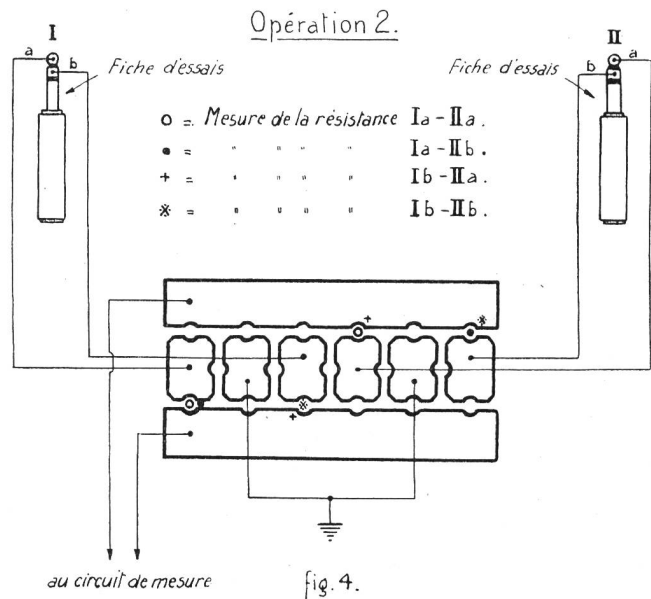 Opération 2.
I
II
a
b
b
a
Fiche d'essais
Fiche d'essais
o = Mesure de la résistance Ia - IIa.
• = " " " " Ia - IIb.
+ = " " " " Ib - IIa.
※ = " " " " Ib - IIb.
+
※
+
※
au circuit de mesure
fig. 4.